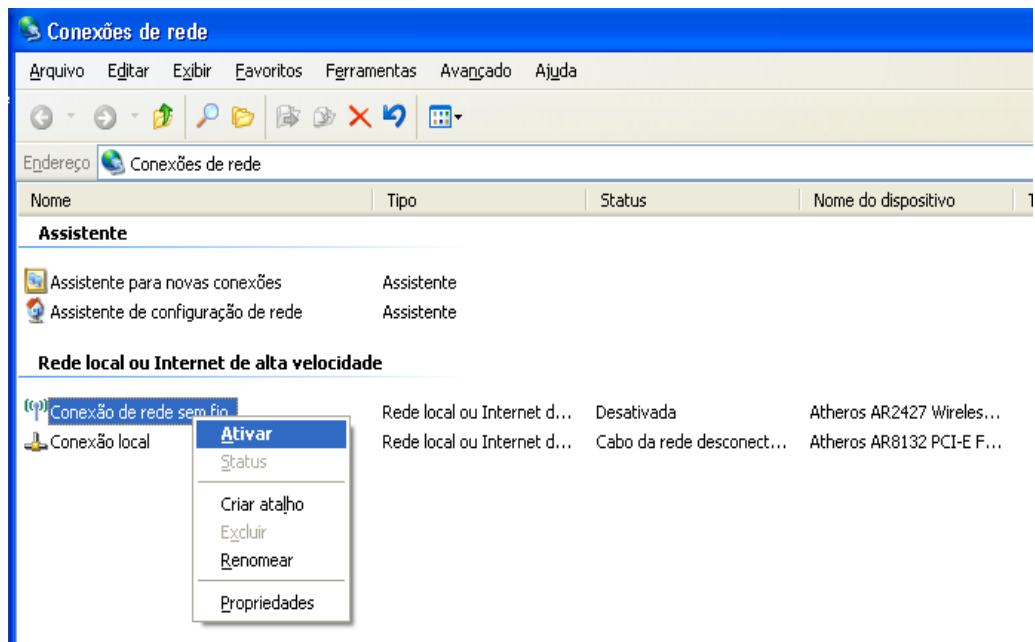 Conexões de rede
Arquivo Editar Exibir Favoritos Ferramentas Avançado Ajuda
Endereço Conexões de rede
Nome Tipo Status Nome do dispositivo
Assistente
Assistente para novas conexões Assistente
Assistente de configuração de rede Assistente
Rede local ou Internet de alta velocidade
Conexão de rede sem fio Rede local ou Internet d... Desativada Atheros AR2427 Wireles...
Conexão local Rede local ou Internet d... Cabo da rede desconect... Atheros AR8132 PCI-E F...
Ativar
Status
Criar atalho
Excluir
Renomear
Propriedades